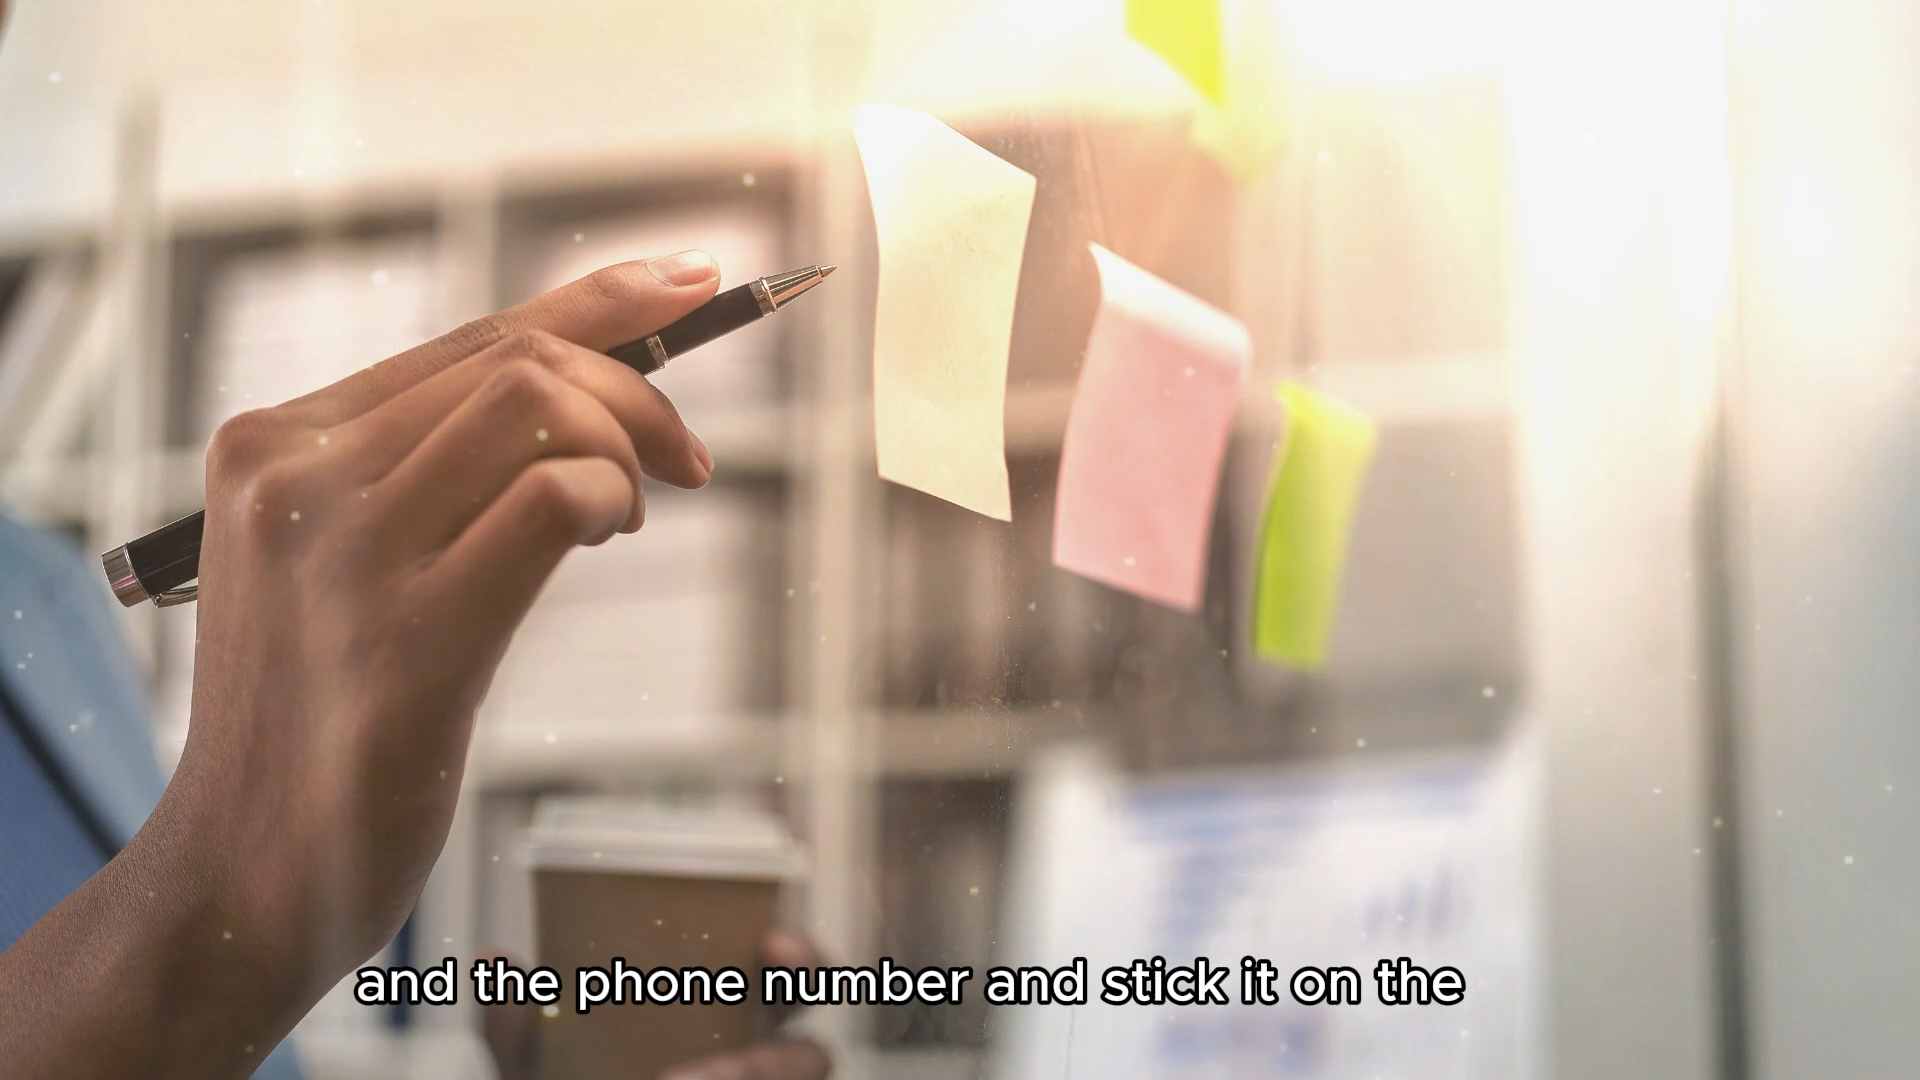 and the phone number and stick it on the